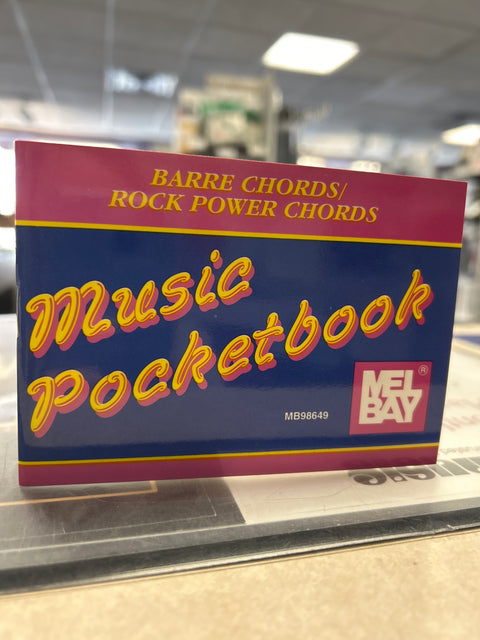 BARRE CHORDS/
ROCK POWER CHORDS
Music
Pocketbook
MB98649
MEL ®
BAY